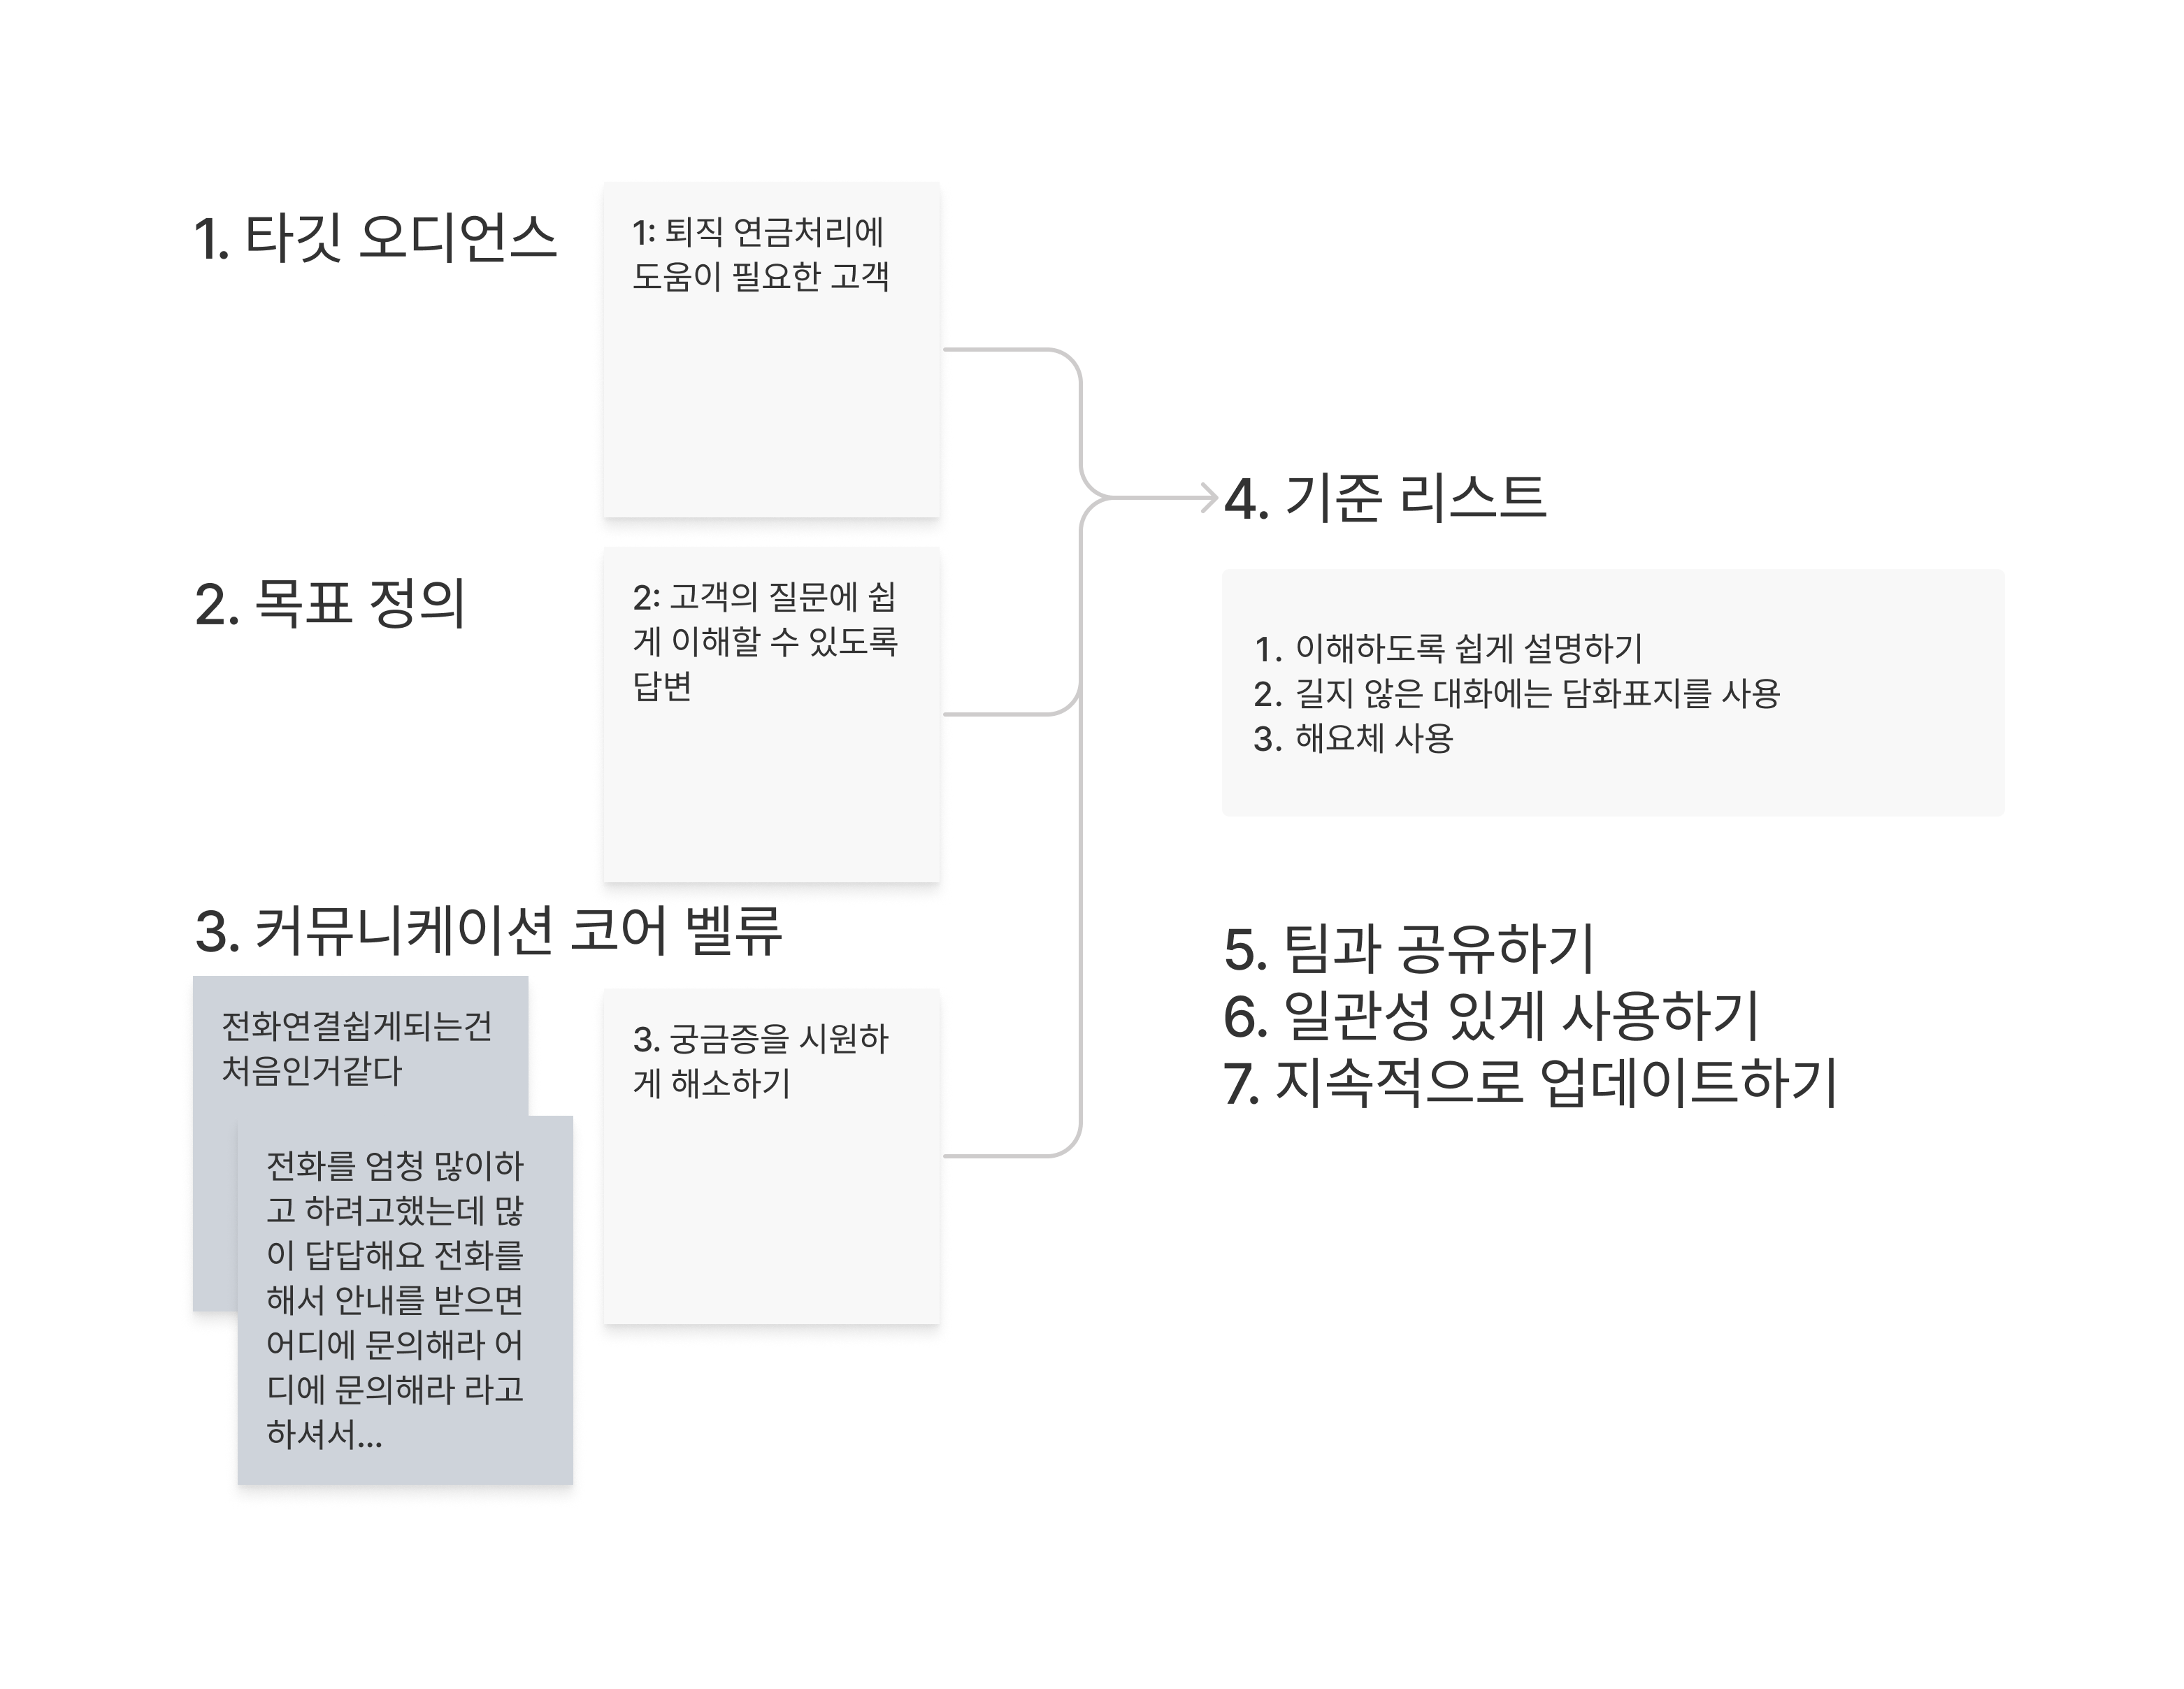 1. 타깃 오디언스
1: 퇴직 연금처리에
도움이 필요한 고객
2. 목표 정의
2: 고객의 질문에 쉽
게 이해할 수 있도록
답변
3. 커뮤니케이션 코어 밸류
전화연결쉽게되는건
처음인거같다
전화를 엄청 많이하
고 하려고했는데 많
이 답답해요 전화를
해서 안내를 받으면
어디에 문의해라 어
디에 문의해라 라고
하셔서...
3. 궁금증을 시원하
게 해소하기
4. 기준 리스트
1. 이해하도록 쉽게 설명하기
2. 길지 않은 대화에는 담화표지를 사용
3. 해요체 사용
5. 팀과 공유하기
6. 일관성 있게 사용하기
7. 지속적으로 업데이트하기